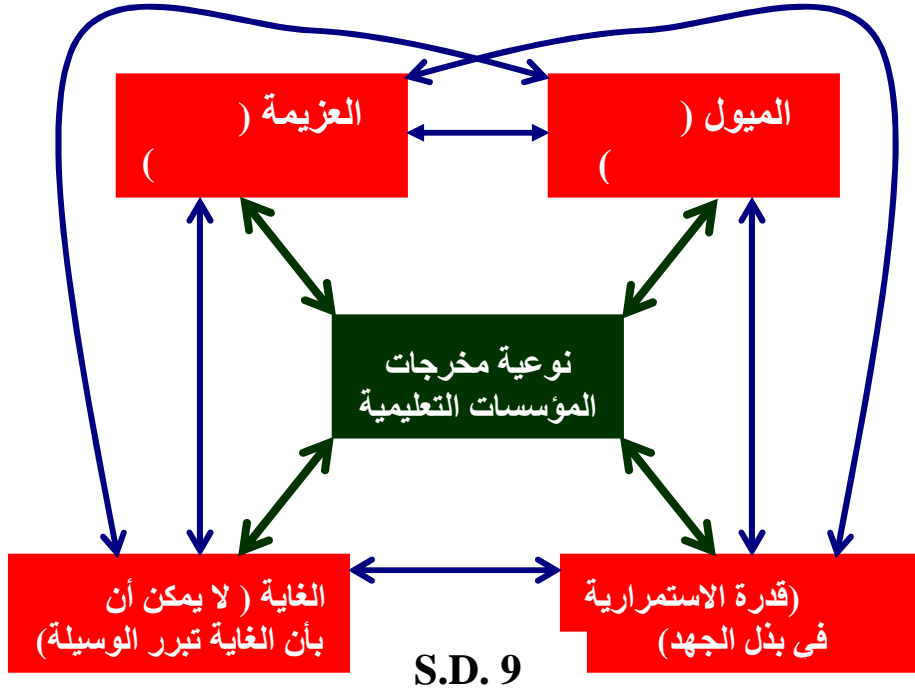 الميول (
)
العزيمة (
)
نوعية مخرجات
المؤسسات التعليمية
(قدرة الاستمرارية
في بذل الجهد)
الغاية ( لا يمكن أن
بأن الغاية تبرر الوسيلة)
S.D. 9